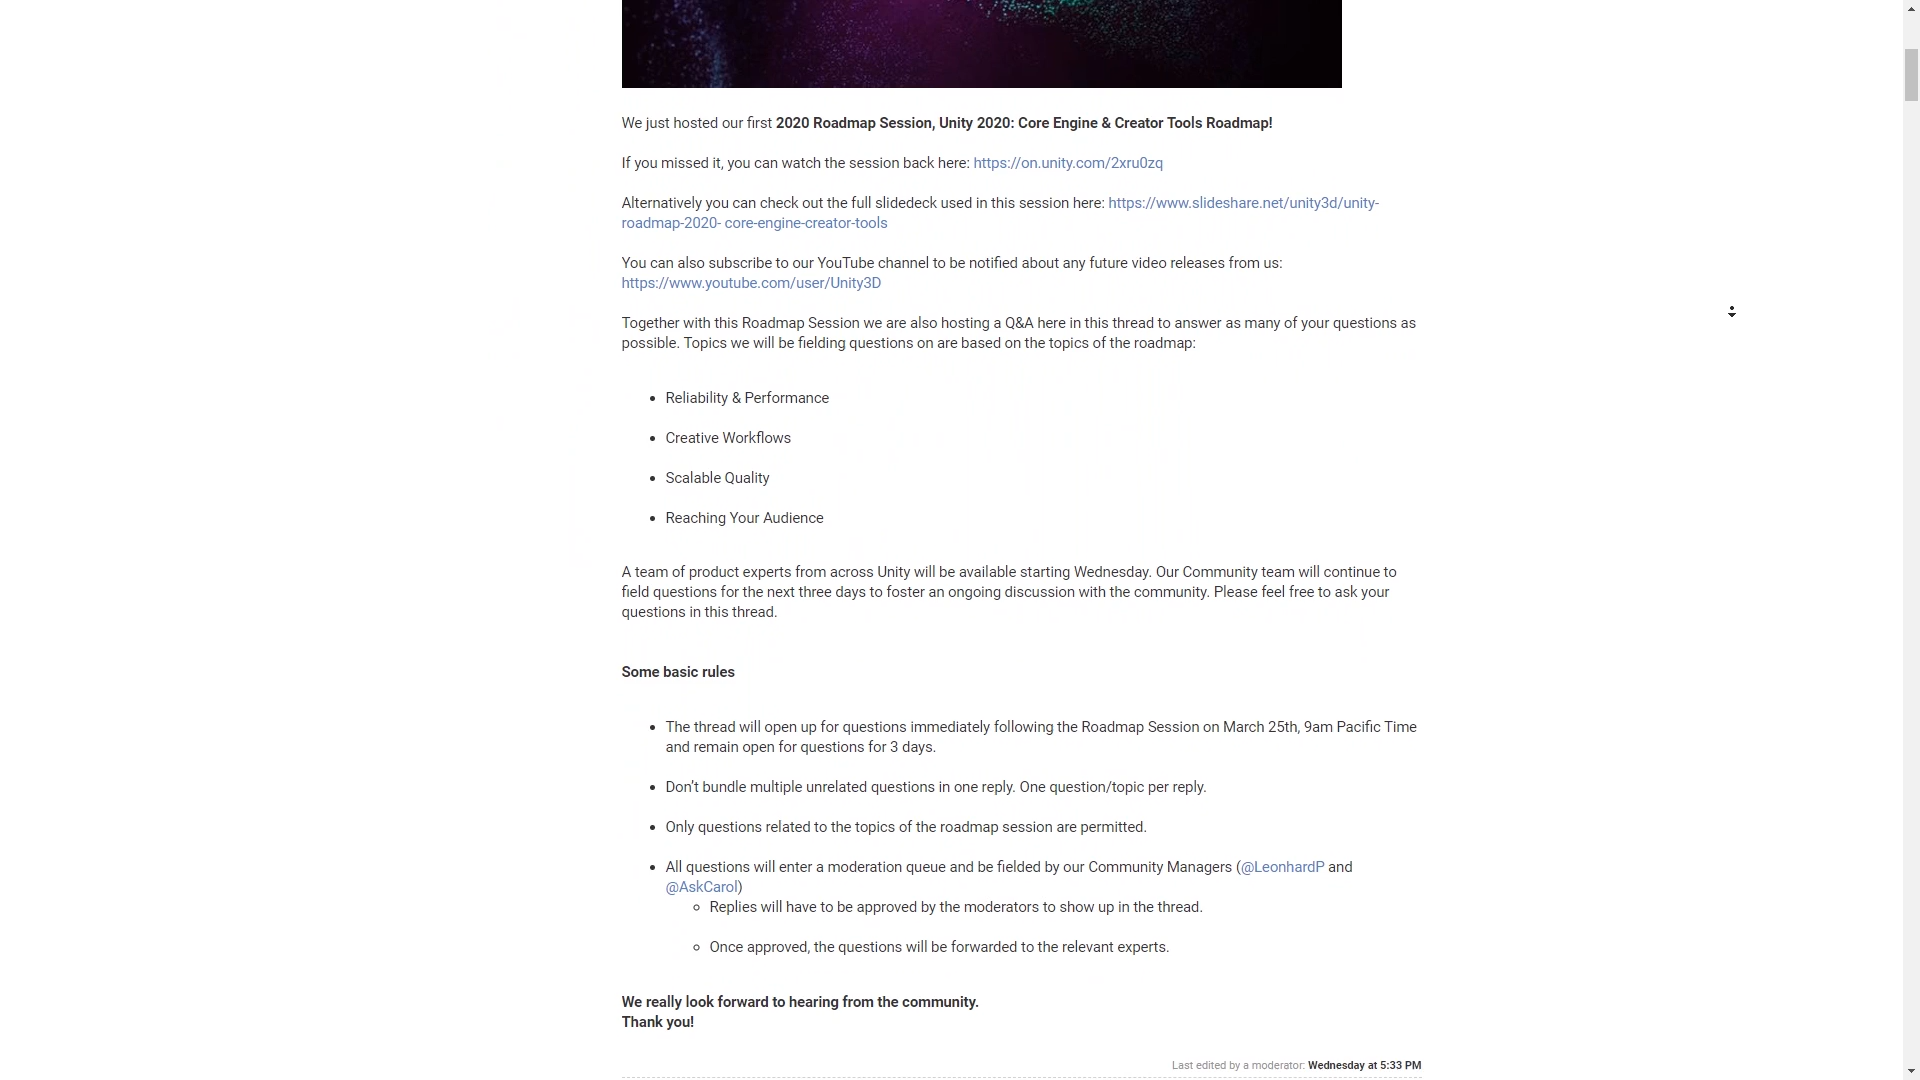 We just hosted our first 2020 Roadmap Session, Unity 2020: Core Engine & Creator Tools Roadmap!
If you missed it, you can watch the session back here: https://on.unity.com/2xru0zq
Alternatively you can check out the full slidedeck used in this session here: https://www.slideshare.net/unity3d/unity-
roadmap-2020- core-engine-creator-tools
You can also subscribe to our YouTube channel to be notified about any future video releases from us:
https://www.youtube.com/user/Unity3D
Together with this Roadmap Session we are also hosting a Q&A here in this thread to answer as many of your questions as
possible. Topics we will be fielding questions on are based on the topics of the roadmap:
• Reliability & Performance
• Creative Workflows
• Scalable Quality
• Reaching Your Audience
A team of product experts from across Unity will be available starting Wednesday. Our Community team will continue to
field questions for the next three days to foster an ongoing discussion with the community. Please feel free to ask your
questions in this thread.
Some basic rules
• The thread will open up for questions immediately following the Roadmap Session on March 25th, 9am Pacific Time
and remain open for questions for 3 days.
• Don’t bundle multiple unrelated questions in one reply. One question/topic per reply.
• Only questions related to the topics of the roadmap session are permitted.
• All questions will enter a moderation queue and be fielded by our Community Managers (@LeonhardP and
@AskCarol)
◦ Replies will have to be approved by the moderators to show up in the thread.
◦ Once approved, the questions will be forwarded to the relevant experts.
We really look forward to hearing from the community.
Thank you!
Last edited by a moderator: Wednesday at 5:33 PM